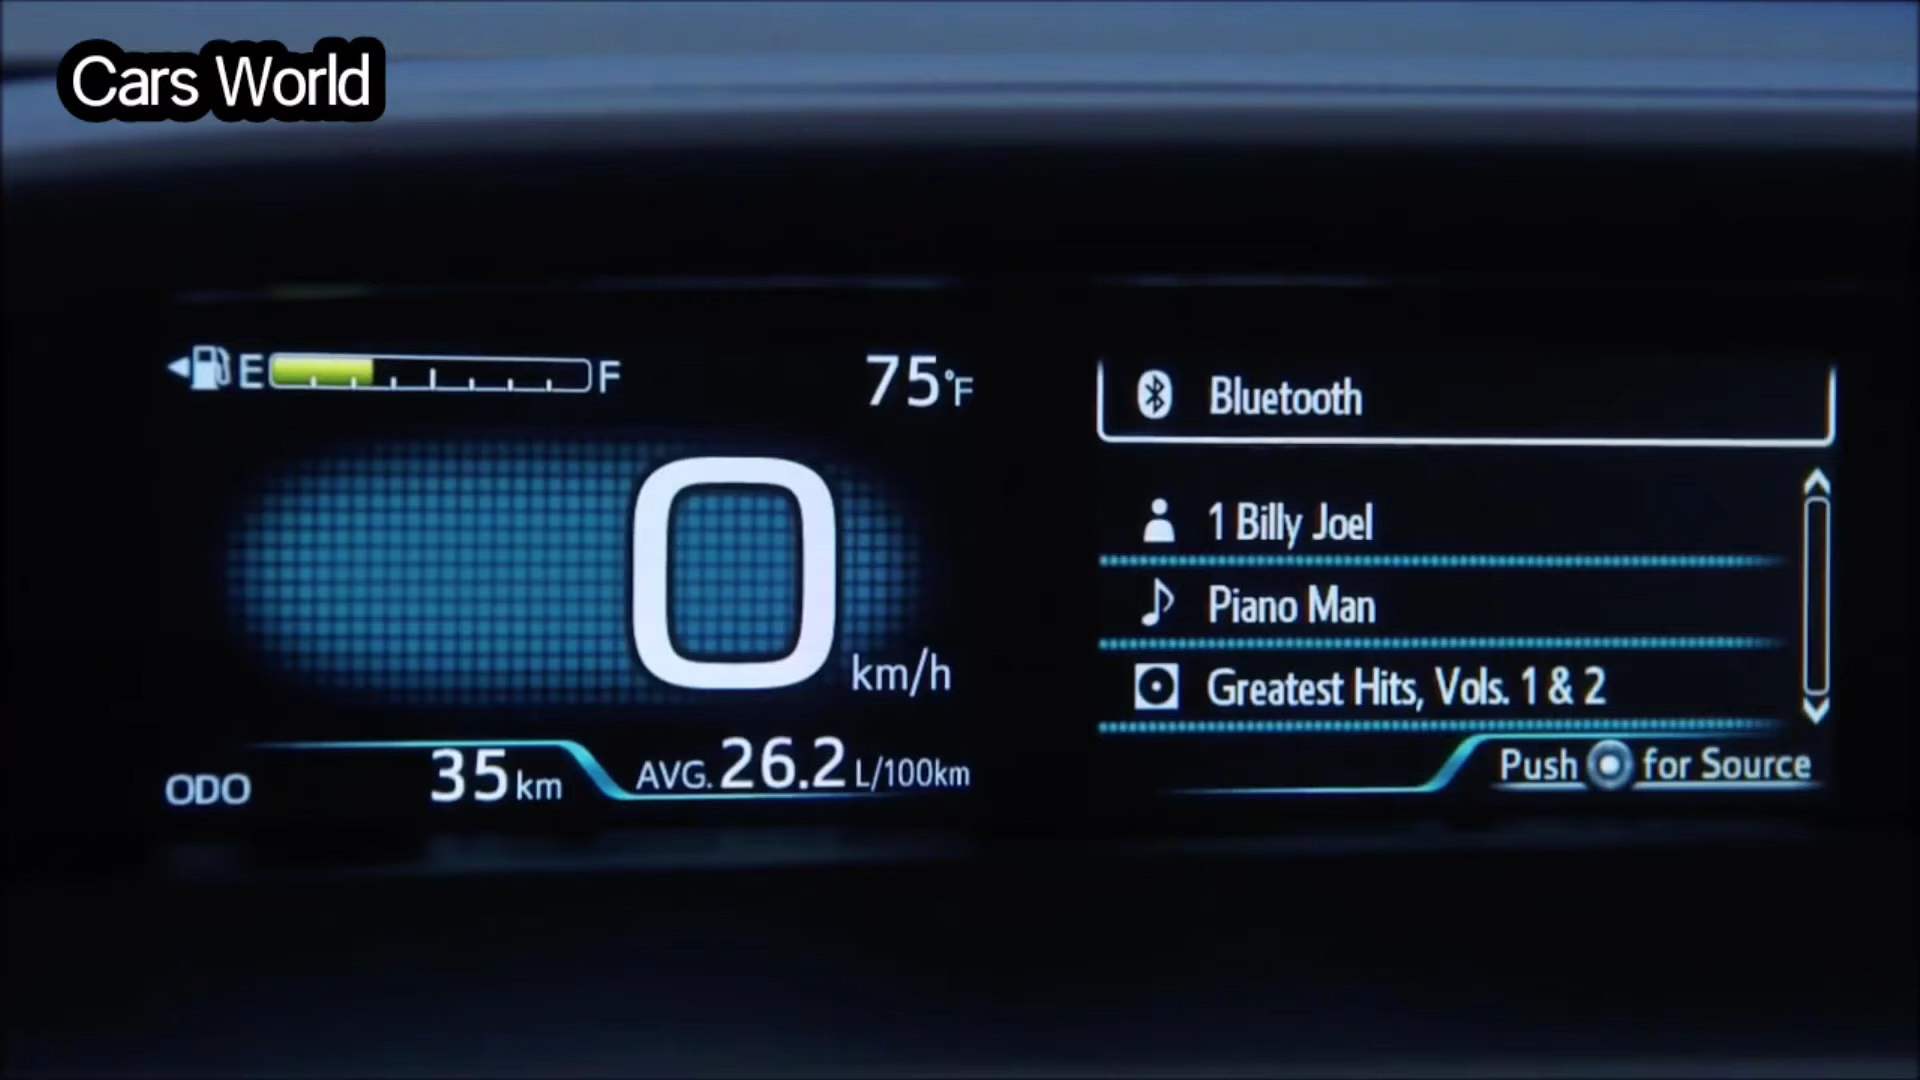 Cars World
E F
75°F
0 km/h
ODO 35 km
AVG. 26.2 L/100km
Bluetooth
1 Billy Joel
Piano Man
Greatest Hits, Vols. 1 & 2
Push for Source